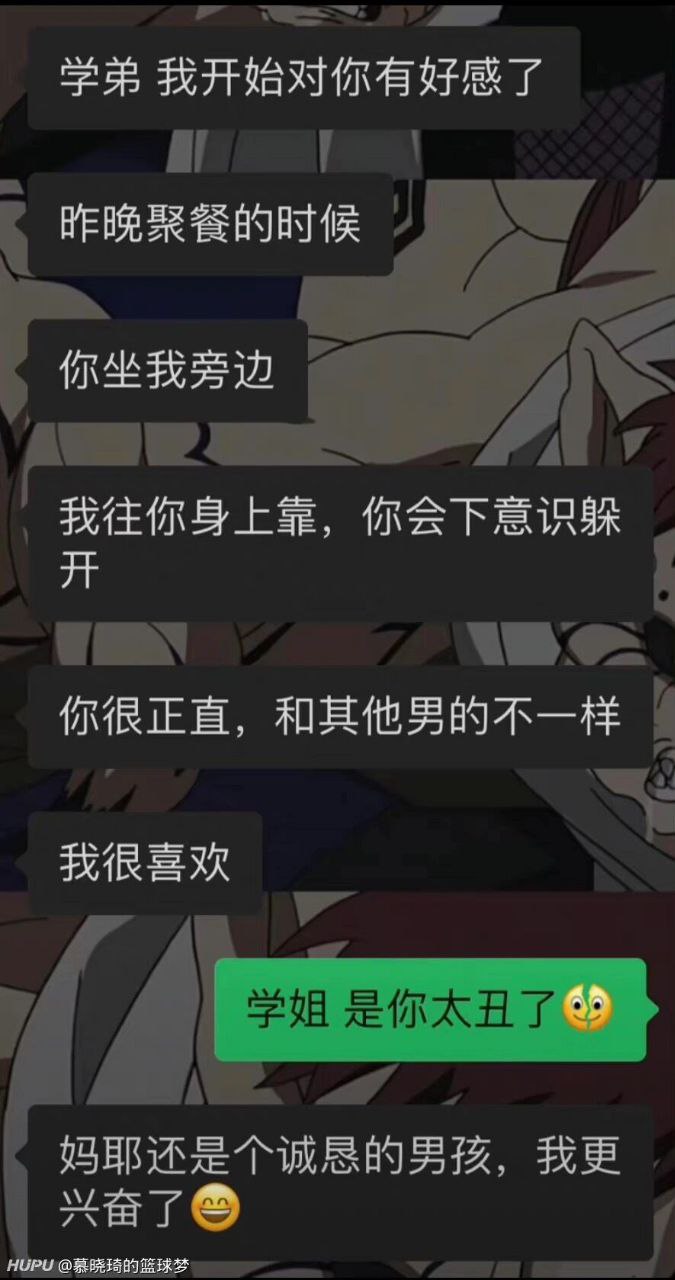 学弟 我开始对你有好感了
昨晚聚餐的时候
你坐我旁边
我往你身上靠，你会下意识躲
开
你很正直，和其他男的不一样
我很喜欢
学姐 是你太丑了
妈耶还是个诚恳的男孩，我更
兴奋了😄
HUPU @慕晓琦的篮球梦